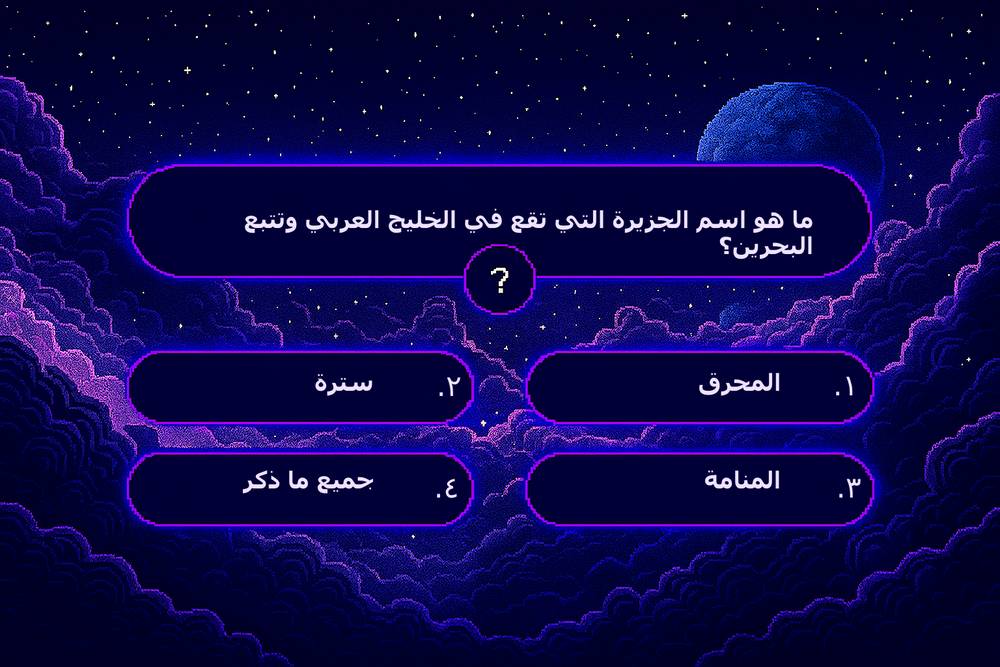 ما هو اسم الجزيرة التي تقع في الخليج العربي وتتبع
البحرين؟
?
١. المحرق
٢. سترة
٣. المنامة
٤. جميع ما ذكر